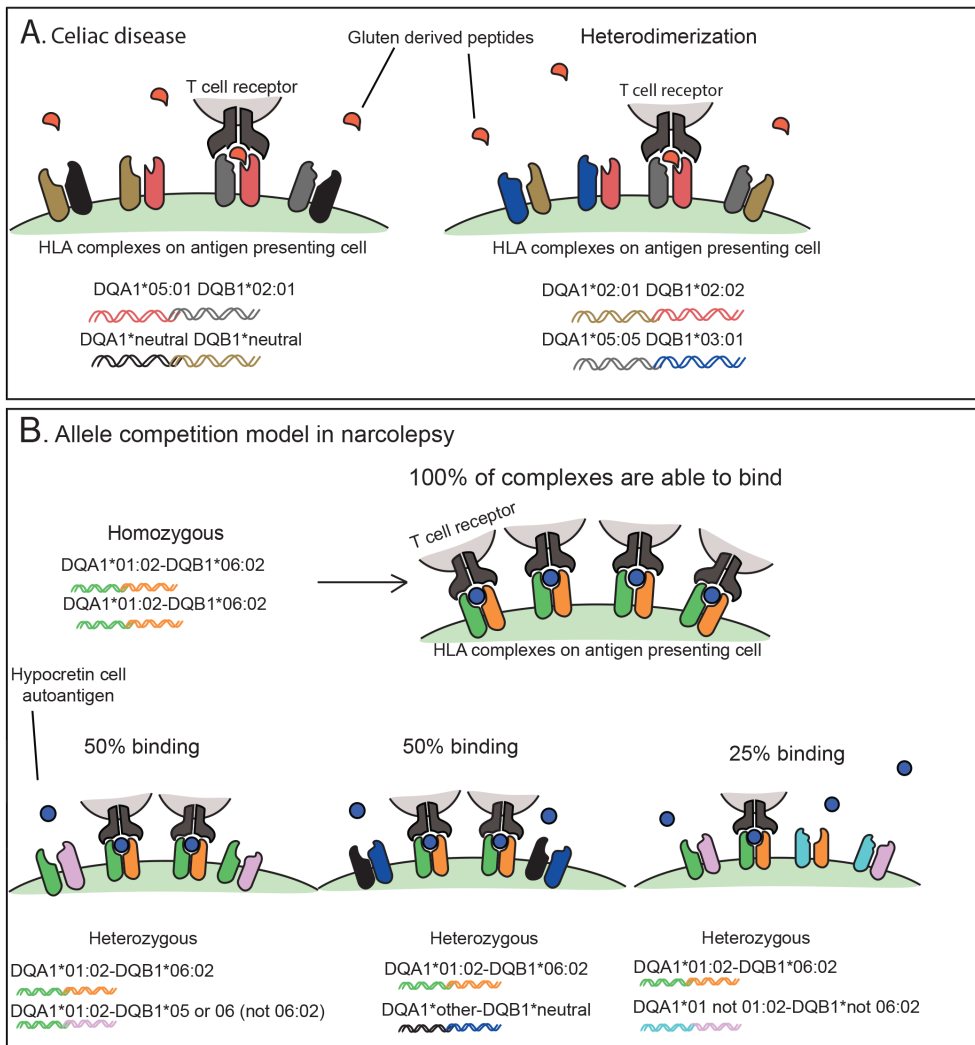 A. Celiac disease
Gluten derived peptides
Heterodimerization
T cell receptor
T cell receptor
HLA complexes on antigen presenting cell
HLA complexes on antigen presenting cell
DQA1*05:01 DQB1*02:01
DQA1*neutral DQB1*neutral
DQA1*02:01 DQB1*02:02
DQA1*05:05 DQB1*03:01
B. Allele competition model in narcolepsy
100% of complexes are able to bind
Homozygous
DQA1*01:02-DQB1*06:02
DQA1*01:02-DQB1*06:02
T cell receptor
HLA complexes on antigen presenting cell
Hypocretin cell
autoantigen
50% binding
50% binding
25% binding
Heterozygous
DQA1*01:02-DQB1*06:02
DQA1*01:02-DQB1*05 or 06 (not 06:02)
Heterozygous
DQA1*01:02-DQB1*06:02
DQA1*other-DQB1*neutral
Heterozygous
DQA1*01:02-DQB1*06:02
DQA1*01 not 01:02-DQB1*not 06:02